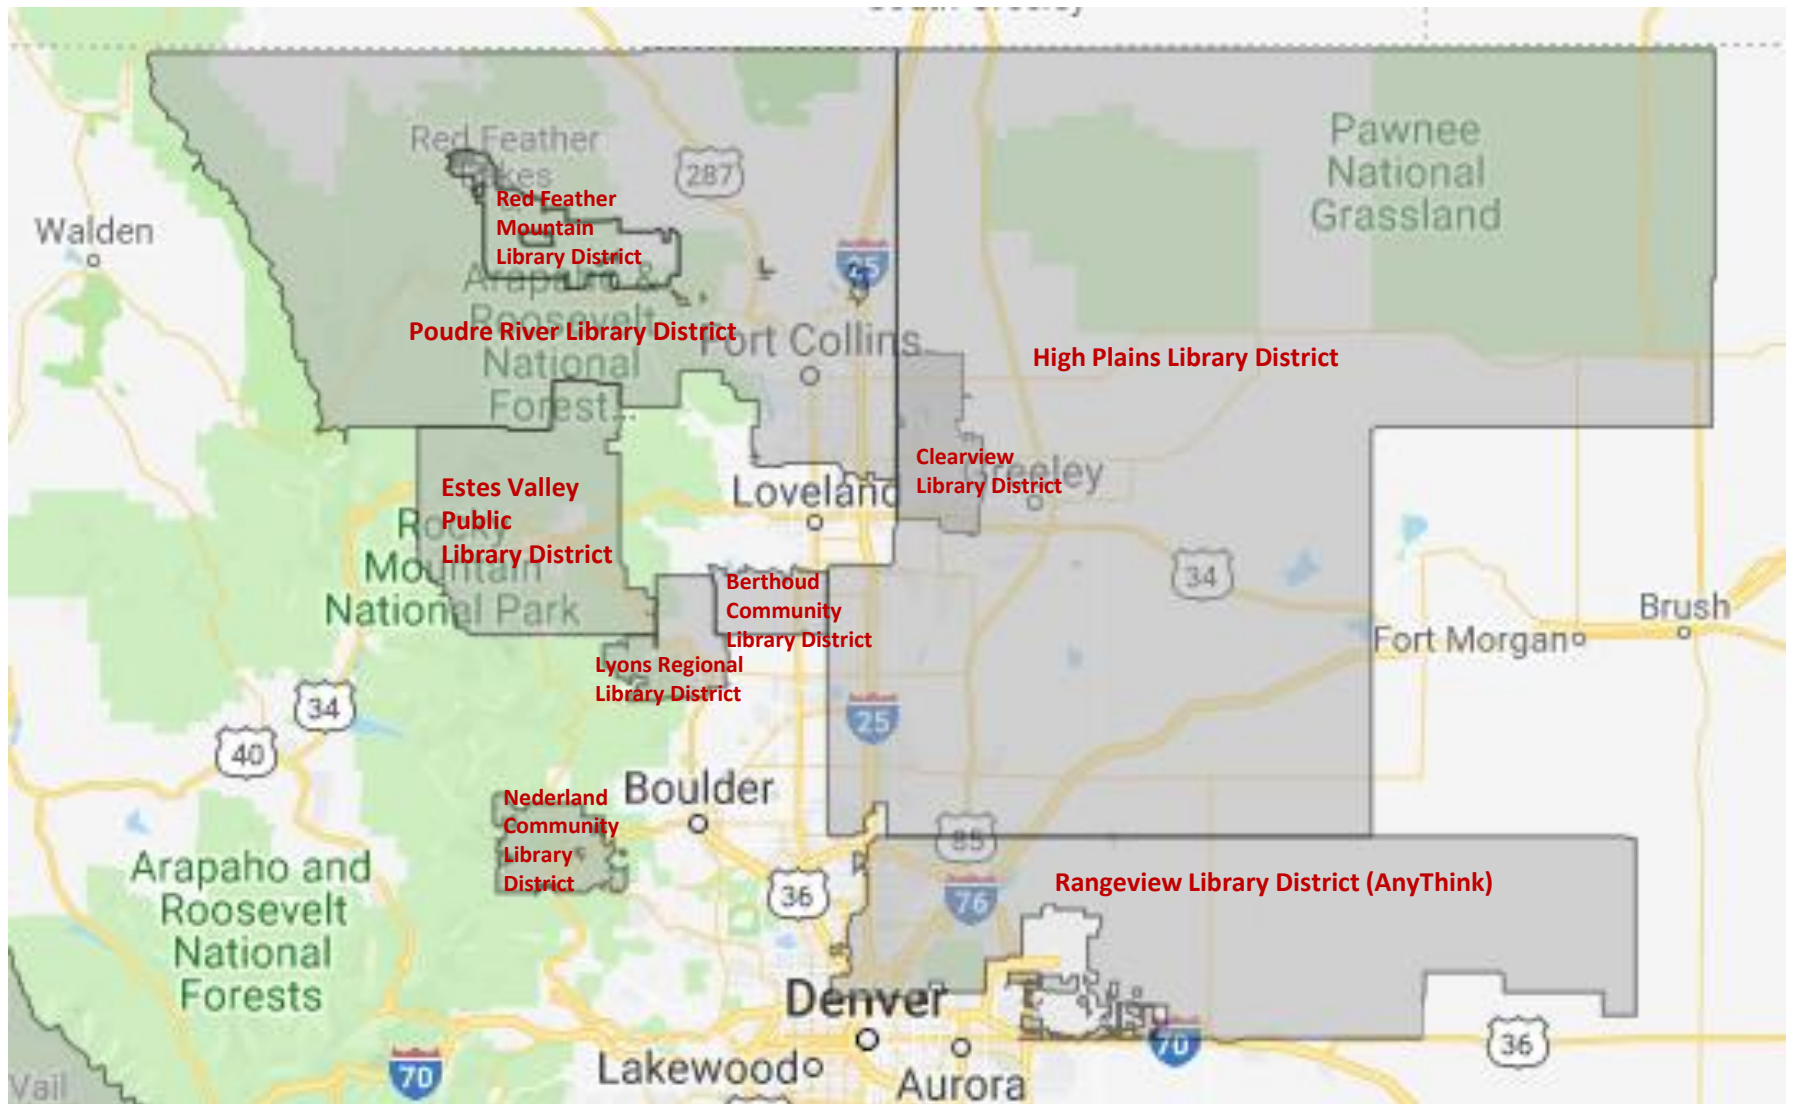 Red Feather
Lakes
287
Pawnee
National
Grassland
Red Feather
Mountain
Library District
Walden
25
Arapaho &
Roosevelt
National
Forest...
Poudre River Library District
Fort Collins
High Plains Library District
Clearview
Library District
Greeley
Estes Valley
Public
Library District
Loveland
Rocky
Mountain
National Park
34
Berthoud
Community
Library District
Brush
Fort Morgan
Lyons Regional
Library District
34
25
40
Boulder
Nederland
Community
Library
District
85
Arapaho and
Roosevelt
National
Forests
36
76
Rangeview Library District (AnyThink)
Denver
70
36
Lakewood
Aurora
70
Vail